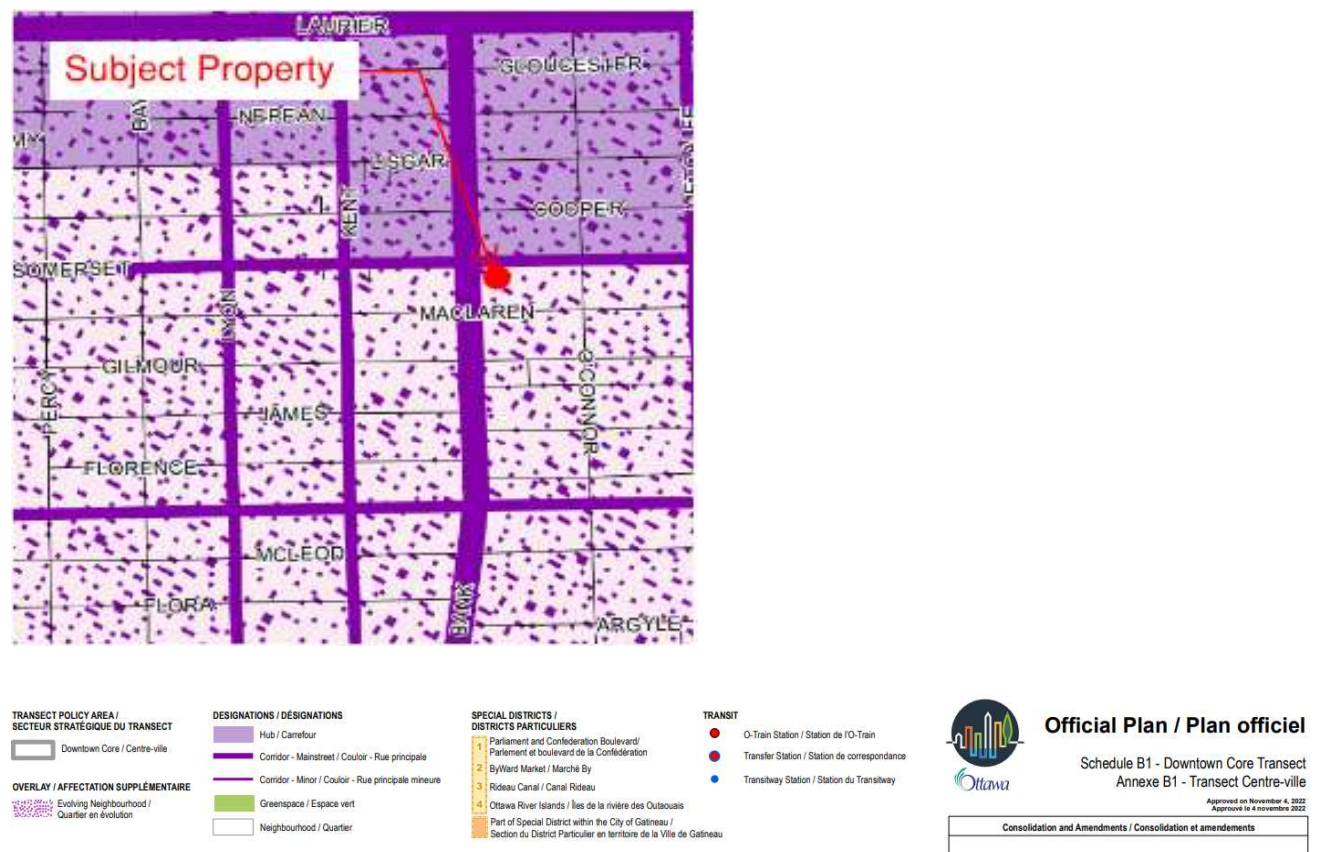 LAURIER
Subject Property
GLOUCESTER
BAY
NEPEAN
LISGAR
KENT
COOPER
SOMERSET
LYON
MACLAREN
GILMOUR
O'CONNOR
PERCY
JAMES
FLORENCE
MCLEOD
FLORA
BANK
ARGYLE
TRANSECT POLICY AREA /
SECTEUR STRATÉGIQUE DU TRANSECT
Downtown Core / Centre-ville
OVERLAY / AFFECTATION SUPPLÉMENTAIRE
Evolving Neighbourhood /
Quartier en évolution
DESIGNATIONS / DÉSIGNATIONS
Hub / Carrefour
Corridor - Mainstreet / Couloir - Rue principale
Corridor - Minor / Couloir - Rue principale mineure
Greenspace / Espace vert
Neighbourhood / Quartier
SPECIAL DISTRICTS /
DISTRICTS PARTICULIERS
1 Parliament and Confederation Boulevard/
Parlement et boulevard de la Confédération
2 ByWard Market / Marché By
3 Rideau Canal / Canal Rideau
4 Ottawa River Islands / Îles de la rivière des Outaouais
Part of Special District within the City of Gatineau /
Section du District Particulier en territoire de la Ville de Gatineau
TRANSIT
O-Train Station / Station de l'O-Train
Transfer Station / Station de correspondance
Transitway Station / Station du Transitway
Ottawa
Official Plan / Plan officiel
Schedule B1 - Downtown Core Transect
Annexe B1 - Transect Centre-ville
Approved on November 4, 2022
Approuvé le 4 novembre 2022
Consolidation and Amendments / Consolidation et amendements